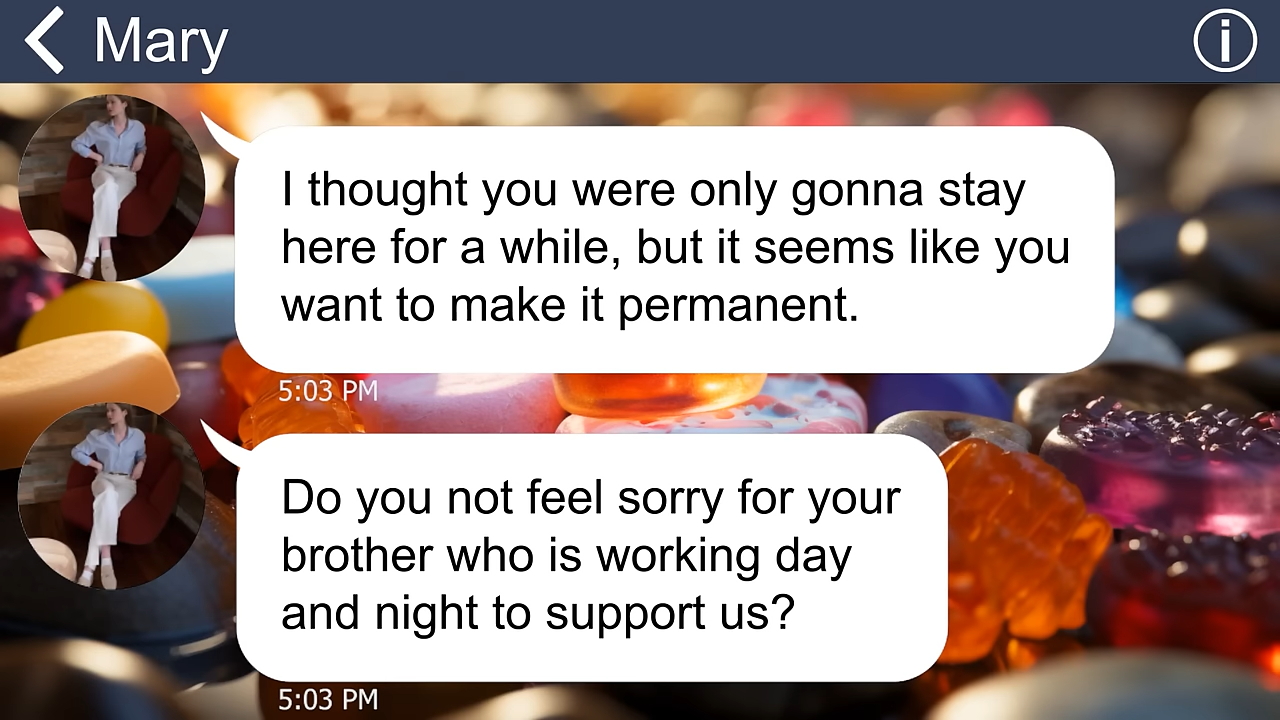 Mary
I thought you were only gonna stay
here for a while, but it seems like you
want to make it permanent.
5:03 PM
Do you not feel sorry for your
brother who is working day
and night to support us?
5:03 PM